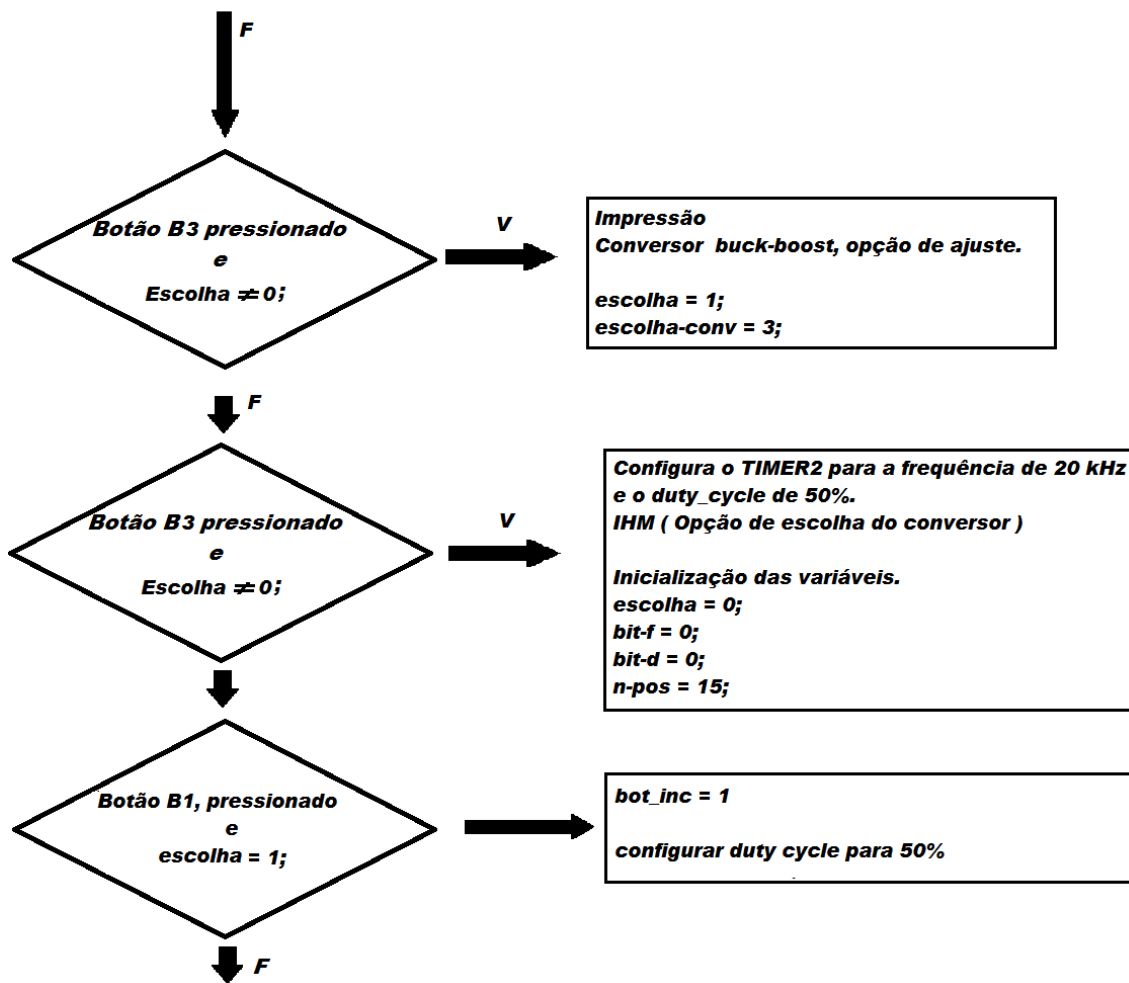 F
Botão B3 pressionado
e
Escolha ≠ 0;
V
Impressão
Conversor buck-boost, opção de ajuste.
escolha = 1;
escolha-conv = 3;
F
Botão B3 pressionado
e
Escolha ≠ 0;
V
Configura o TIMER2 para a frequência de 20 kHz
e o duty_cycle de 50%.
IHM ( Opção de escolha do conversor )
Inicialização das variáveis.
escolha = 0;
bit-f = 0;
bit-d = 0;
n-pos = 15;
Botão B1, pressionado
e
escolha = 1;
bot_inc = 1
configurar duty cycle para 50%
F